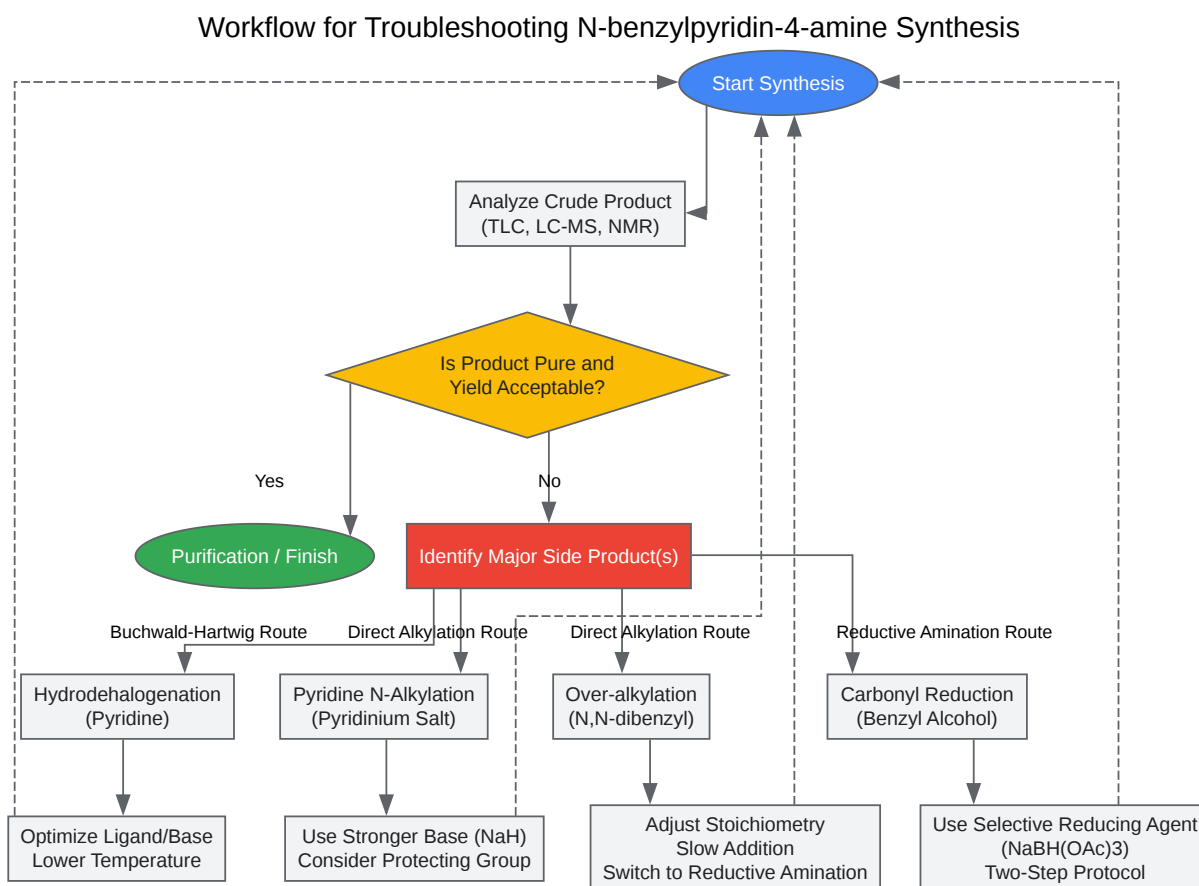 Workflow for Troubleshooting N-benzylpyridin-4-amine Synthesis
Start Synthesis
Analyze Crude Product
(TLC, LC-MS, NMR)
Is Product Pure and
Yield Acceptable?
Yes
No
Purification / Finish
Identify Major Side Product(s)
Buchwald-Hartwig Route
Direct Alkylation Route
Direct Alkylation Route
Reductive Amination Route
Hydrodehalogenation
(Pyridine)
Pyridine N-Alkylation
(Pyridinium Salt)
Over-alkylation
(N,N-dibenzyl)
Carbonyl Reduction
(Benzyl Alcohol)
Optimize Ligand/Base
Lower Temperature
Use Stronger Base (NaH)
Consider Protecting Group
Adjust Stoichiometry
Slow Addition
Switch to Reductive Amination
Use Selective Reducing Agent
(NaBH(OAc)3)
Two-Step Protocol